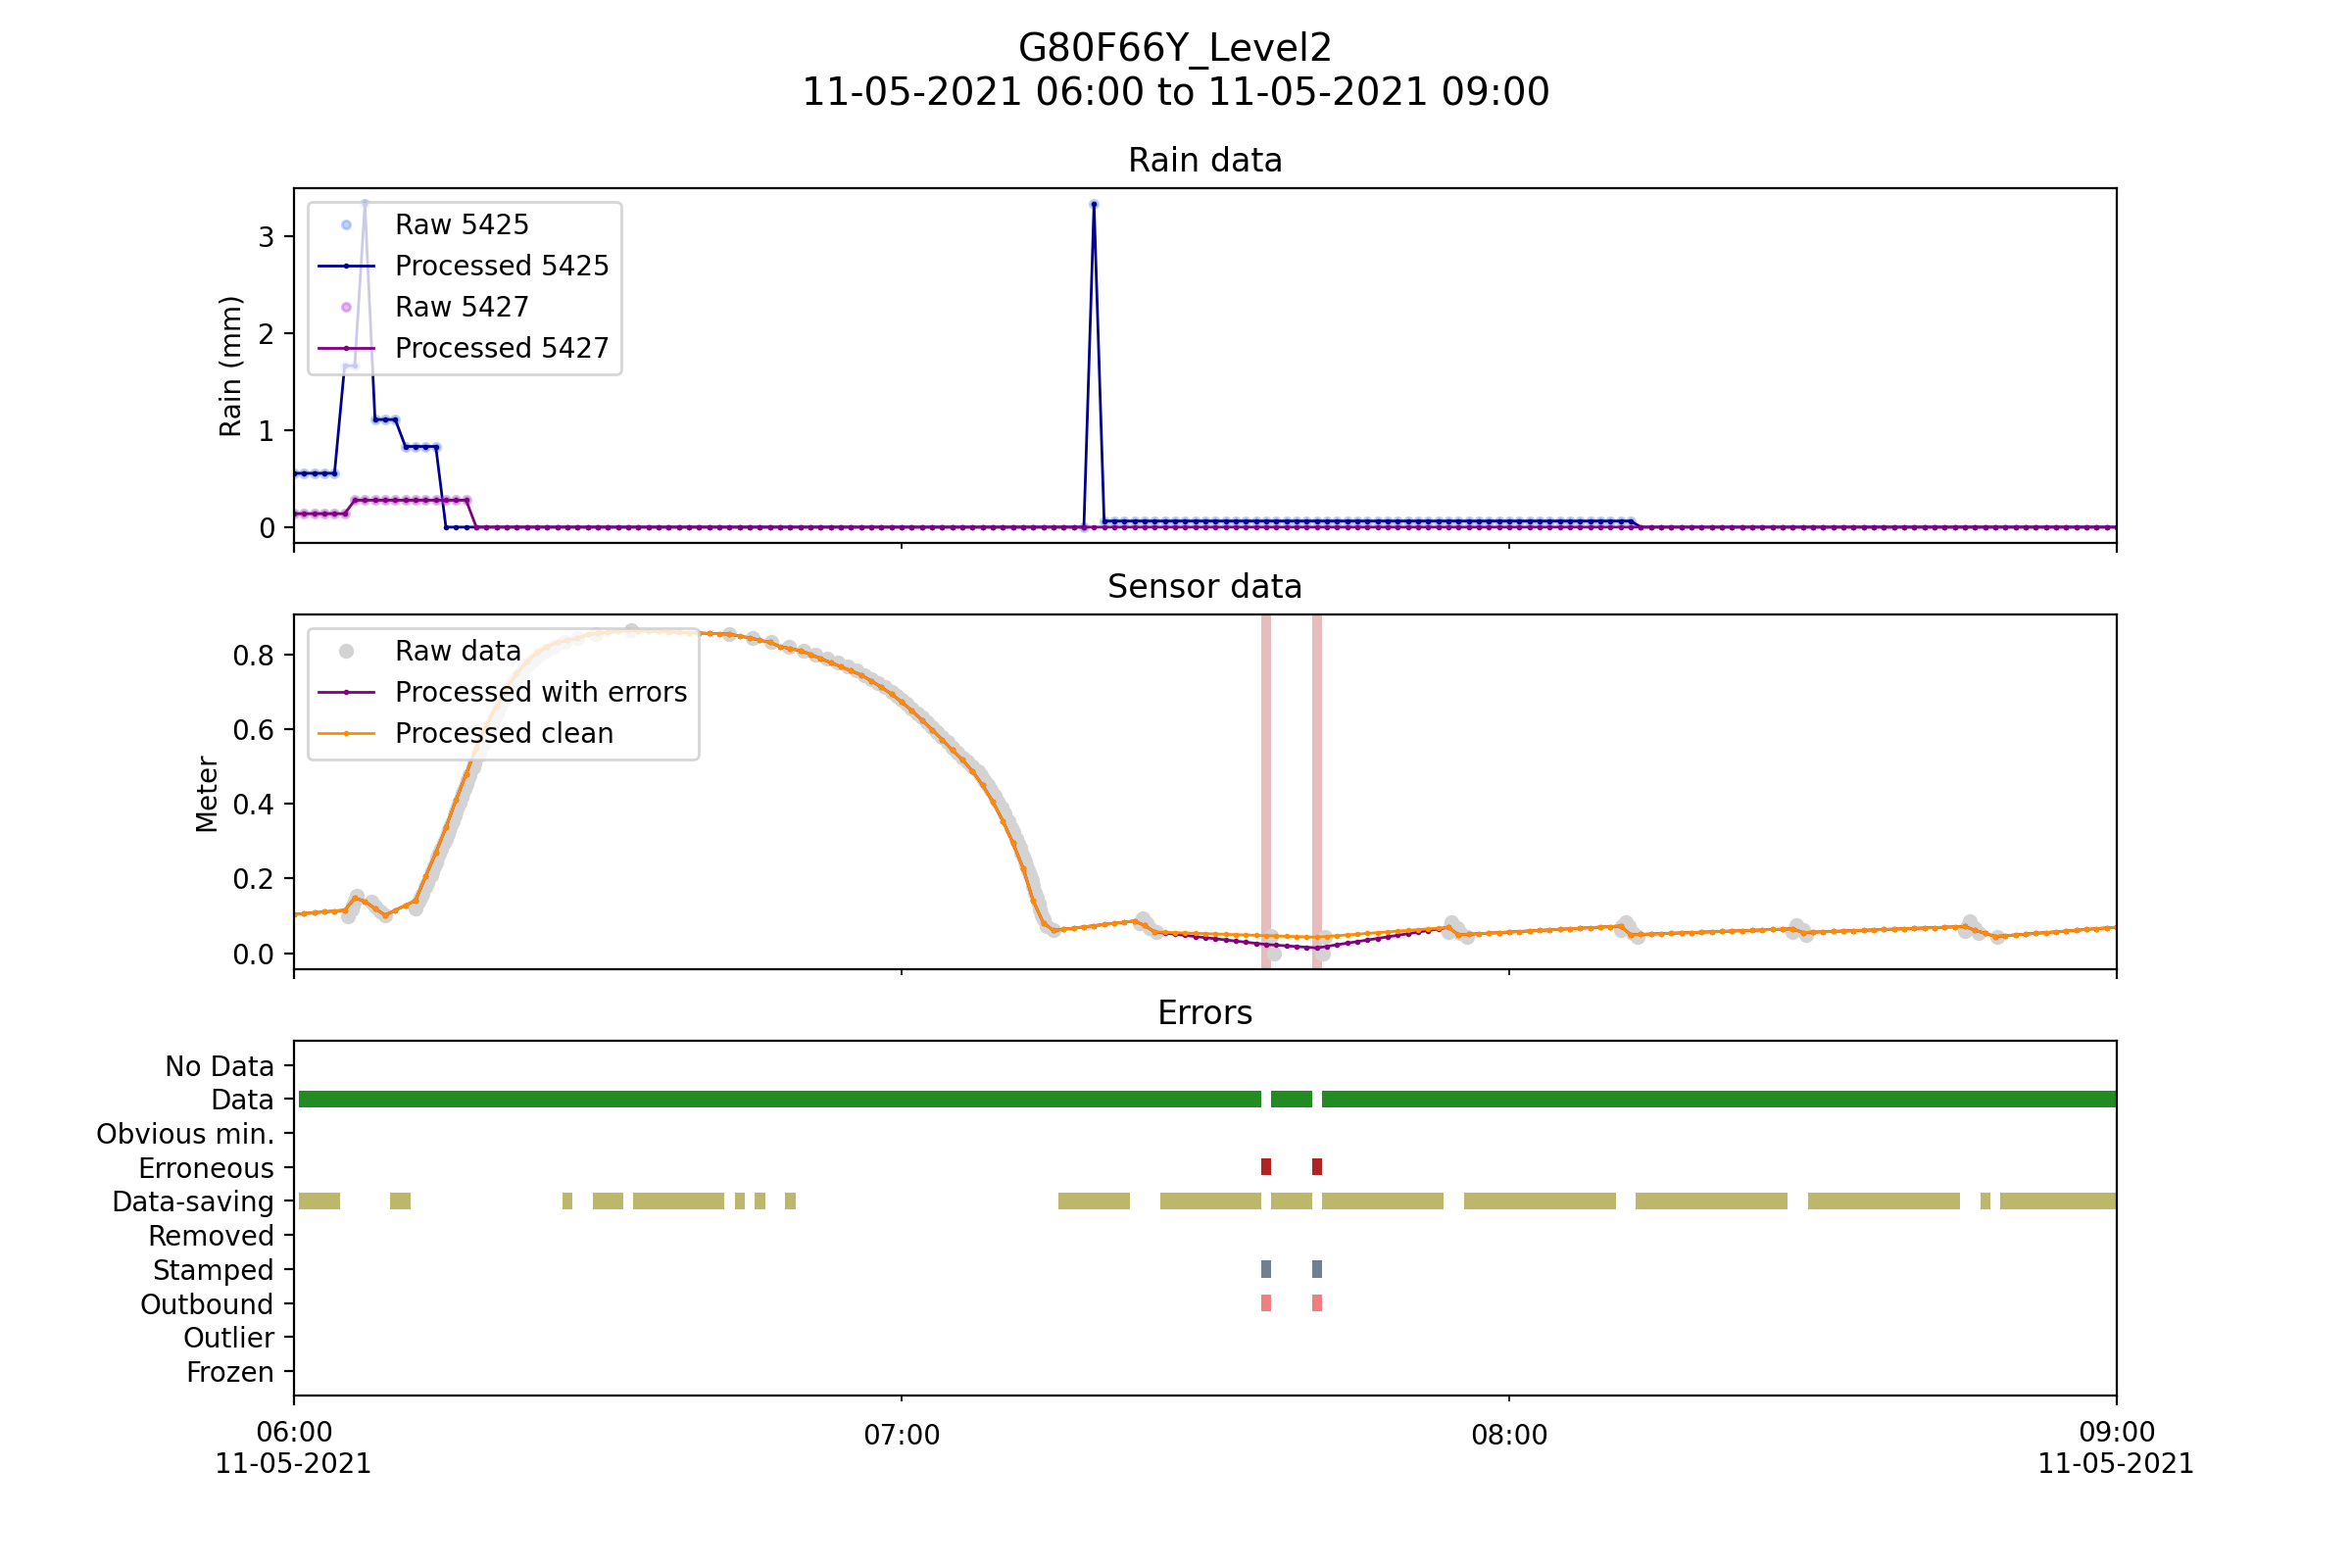 G80F66Y_Level2
11-05-2021 06:00 to 11-05-2021 09:00
Rain data
Rain (mm)
3
2
1
0
Raw 5425
Processed 5425
Raw 5427
Processed 5427
Sensor data
Meter
0.8
0.6
0.4
0.2
0.0
Raw data
Processed with errors
Processed clean
Errors
No Data
Data
Obvious min.
Erroneous
Data-saving
Removed
Stamped
Outbound
Outlier
Frozen
06:00 07:00 08:00 09:00
11-05-2021 11-05-2021